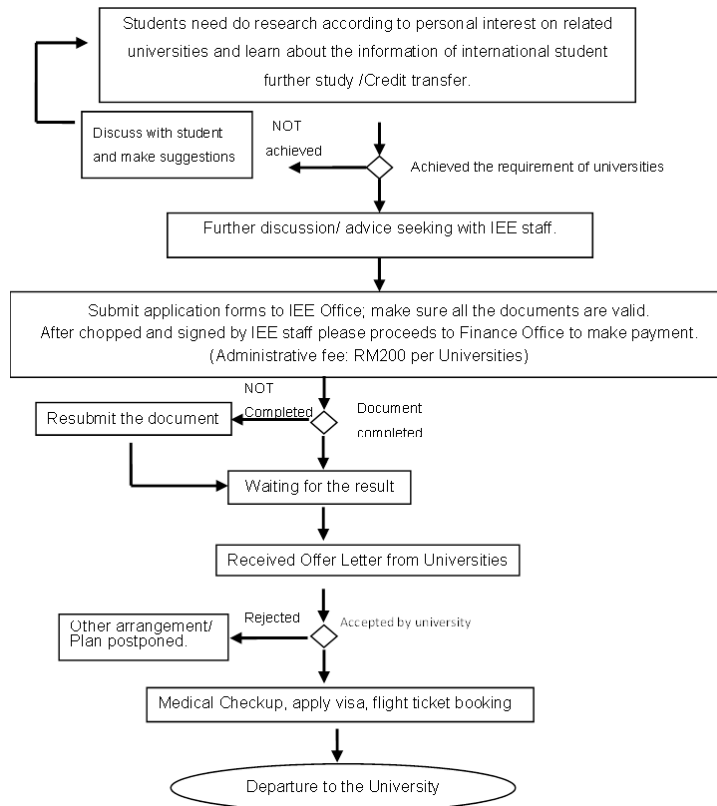 Students need do research according to personal interest on related
universities and learn about the information of international student
further study /Credit transfer.
Discuss with student
and make suggestions
NOT
achieved
Achieved the requirement of universities
Further discussion/ advice seeking with IEE staff.
Submit application forms to IEE Office; make sure all the documents are valid.
After chopped and signed by IEE staff please proceeds to Finance Office to make payment.
(Administrative fee: RM200 per Universities)
NOT
Completed
Resubmit the document
Document
completed
Waiting for the result
Received Offer Letter from Universities
Other arrangement/
Plan postponed.
Rejected
Accepted by university
Medical Checkup, apply visa, flight ticket booking
Departure to the University